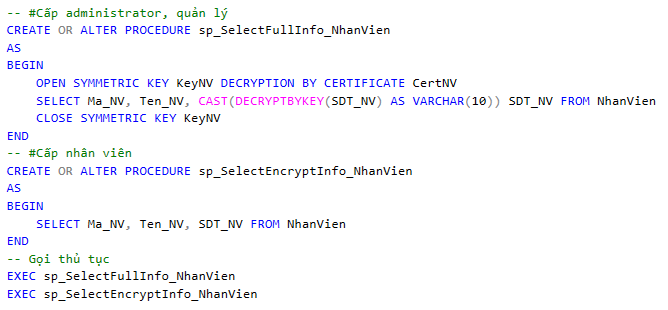 -- #Cấp administrator, quản lý
CREATE OR ALTER PROCEDURE sp_SelectFullInfo_NhanVien
AS
BEGIN
    OPEN SYMMETRIC KEY KeyNV DECRYPTION BY CERTIFICATE CertNV
    SELECT Ma_NV, Ten_NV, CAST(DECRYPTBYKEY(SDT_NV) AS VARCHAR(10)) SDT_NV FROM NhanVien
    CLOSE SYMMETRIC KEY KeyNV
END
-- #Cấp nhân viên
CREATE OR ALTER PROCEDURE sp_SelectEncryptInfo_NhanVien
AS
BEGIN
    SELECT Ma_NV, Ten_NV, SDT_NV FROM NhanVien
END
-- Gọi thủ tục
EXEC sp_SelectFullInfo_NhanVien
EXEC sp_SelectEncryptInfo_NhanVien